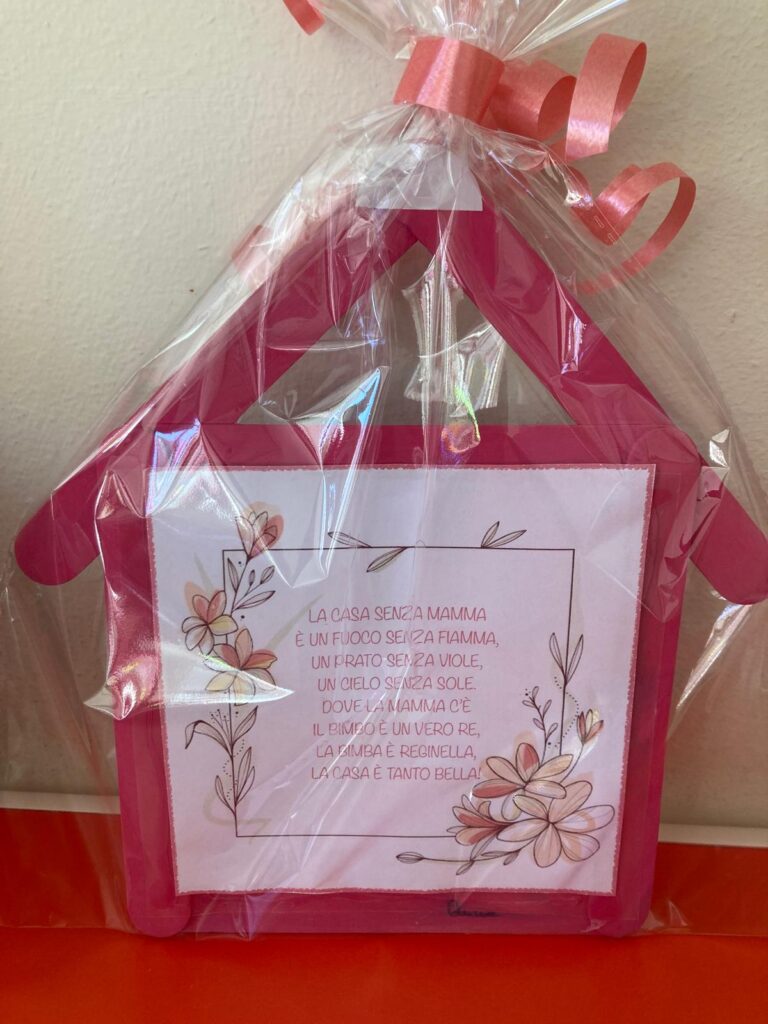 LA CASA SENZA MAMMA
È UN FUOCO SENZA FIAMMA,
UN PRATO SENZA VIOLE,
UN CIELO SENZA SOLE.
DOVE LA MAMMA C'È
IL BIMBO È UN VERO RE,
LA BIMBA È REGINELLA,
LA CASA È TANTO BELLA!